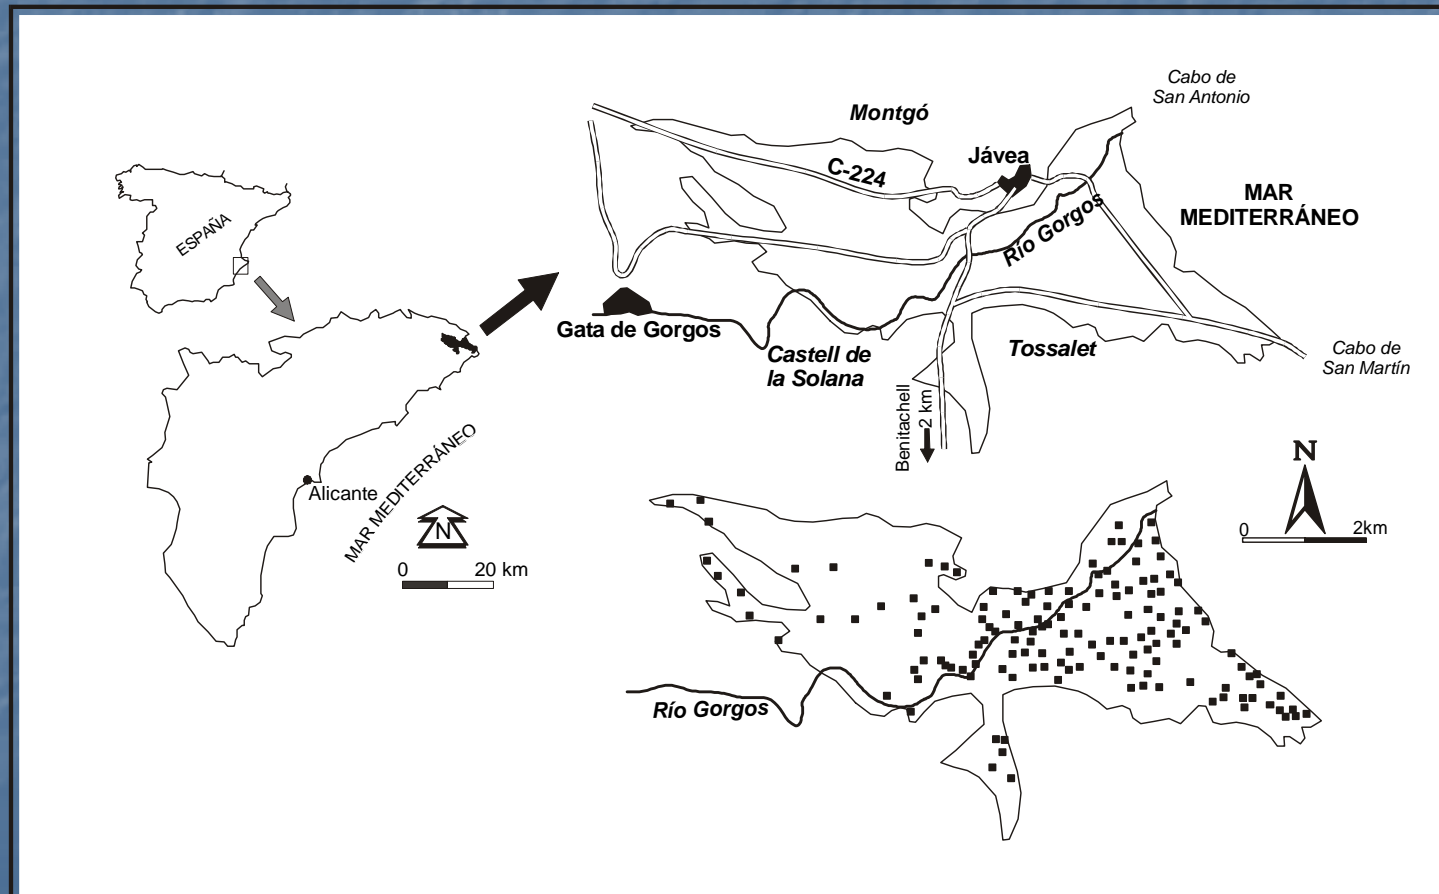 Cabo de
San Antonio
Montgó
Jávea
C-224
MAR
MEDITERRÁNEO
ESPAÑA
Río Gorgos
Gata de Gorgos
Castell de
la Solana
Tossalet
Cabo de
San Martín
Benitachell
2 km
Alicante
MAR MEDITERRÁNEO
N
0 20 km
N
0 2km
Río Gorgos